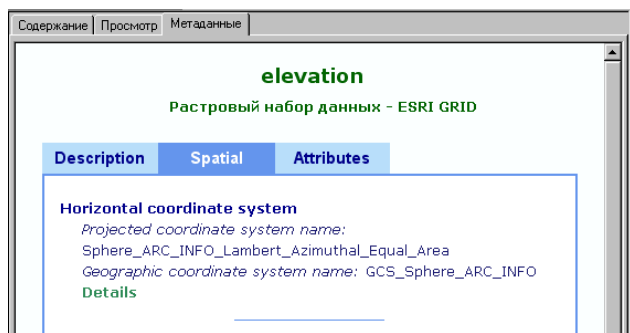 Содержание Просмотр Метаданные
elevation
Растровый набор данных - ESRI GRID
Description Spatial Attributes
Horizontal coordinate system
Projected coordinate system name:
Sphere_ARC_INFO_Lambert_Azimuthal_Equal_Area
Geographic coordinate system name: GCS_Sphere_ARC_INFO
Details